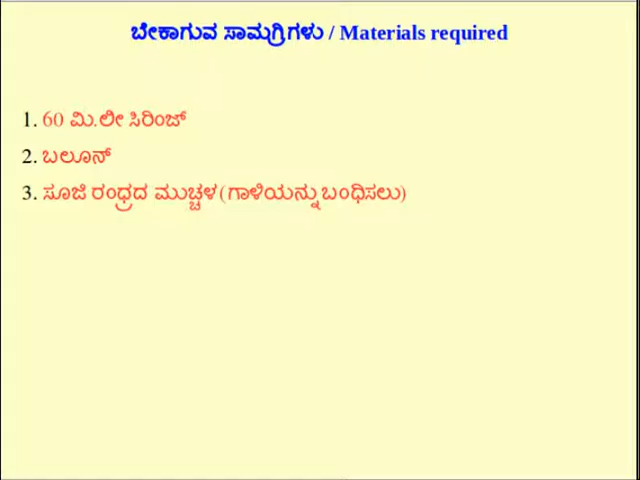 ಬೇಕಾಗುವ ಸಾಮಗ್ರಿಗಳು / Materials required
1. 60 ಮಿ.ಲೀ ಸಿರಿಂಜ್
2. ಬಲೂನ್
3. ಸೂಜಿ ರಂಧ್ರದ ಮುಚ್ಚಳ(ಗಾಳಿಯನ್ನು ಬಂಧಿಸಲು)